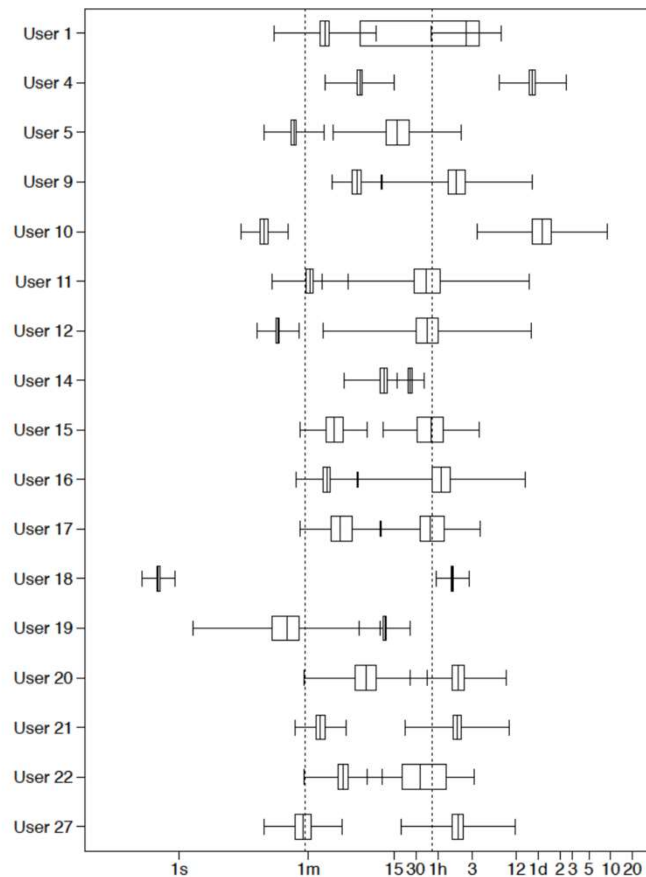 User 1
User 4
User 5
User 9
User 10
User 11
User 12
User 14
User 15
User 16
User 17
User 18
User 19
User 20
User 21
User 22
User 27
1s 1m 15 30 1h 3 12 1d 2 3 5 10 20